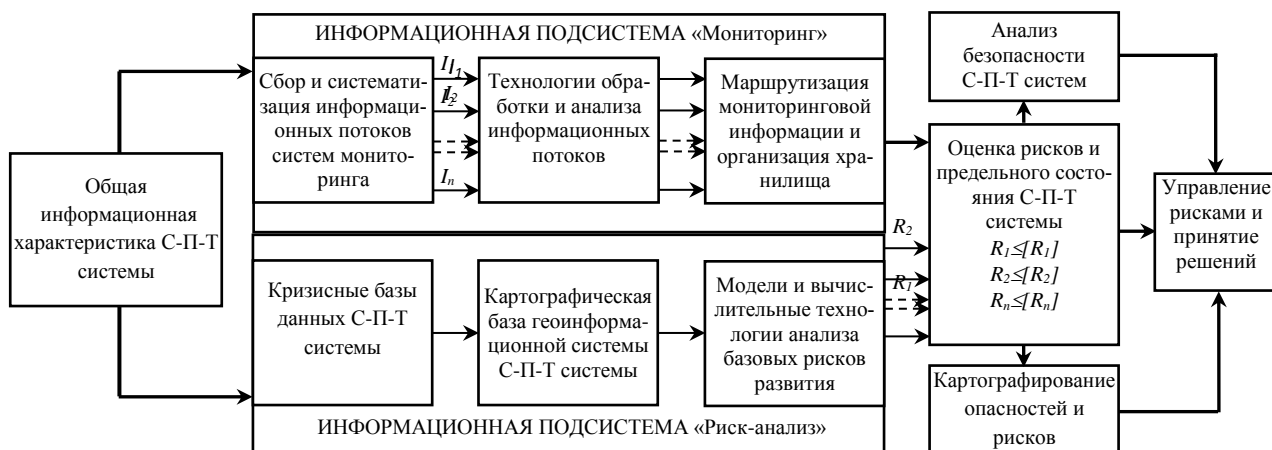 Общая
информационная
характеристика С-П-Т
системы
ИНФОРМАЦИОННАЯ ПОДСИСТЕМА «Мониторинг»
Сбор и системати-
зация информаци-
онных потоков
систем монито-
ринга
I1
I1
I2
I2
In
Технологии обра-
ботки и анализа
информационных
потоков
Маршрутизация
мониторинговой
информации и
организация хра-
нилища
Кризисные базы
данных С-П-Т
системы
Картографическая
база геоинформа-
ционной системы
С-П-Т системы
Модели и вычис-
лительные техно-
логии анализа
базовых рисков
развития
ИНФОРМАЦИОННАЯ ПОДСИСТЕМА «Риск-анализ»
R2
R1
Анализ
безопасности
С-П-Т систем
Оценка рисков и
предельного состо-
яния С-П-Т
системы
R1≤[R1]
R2≤[R2]
Rn≤[Rn]
Картографирование
опасностей и
рисков
Управление
рисками и
принятие
решений